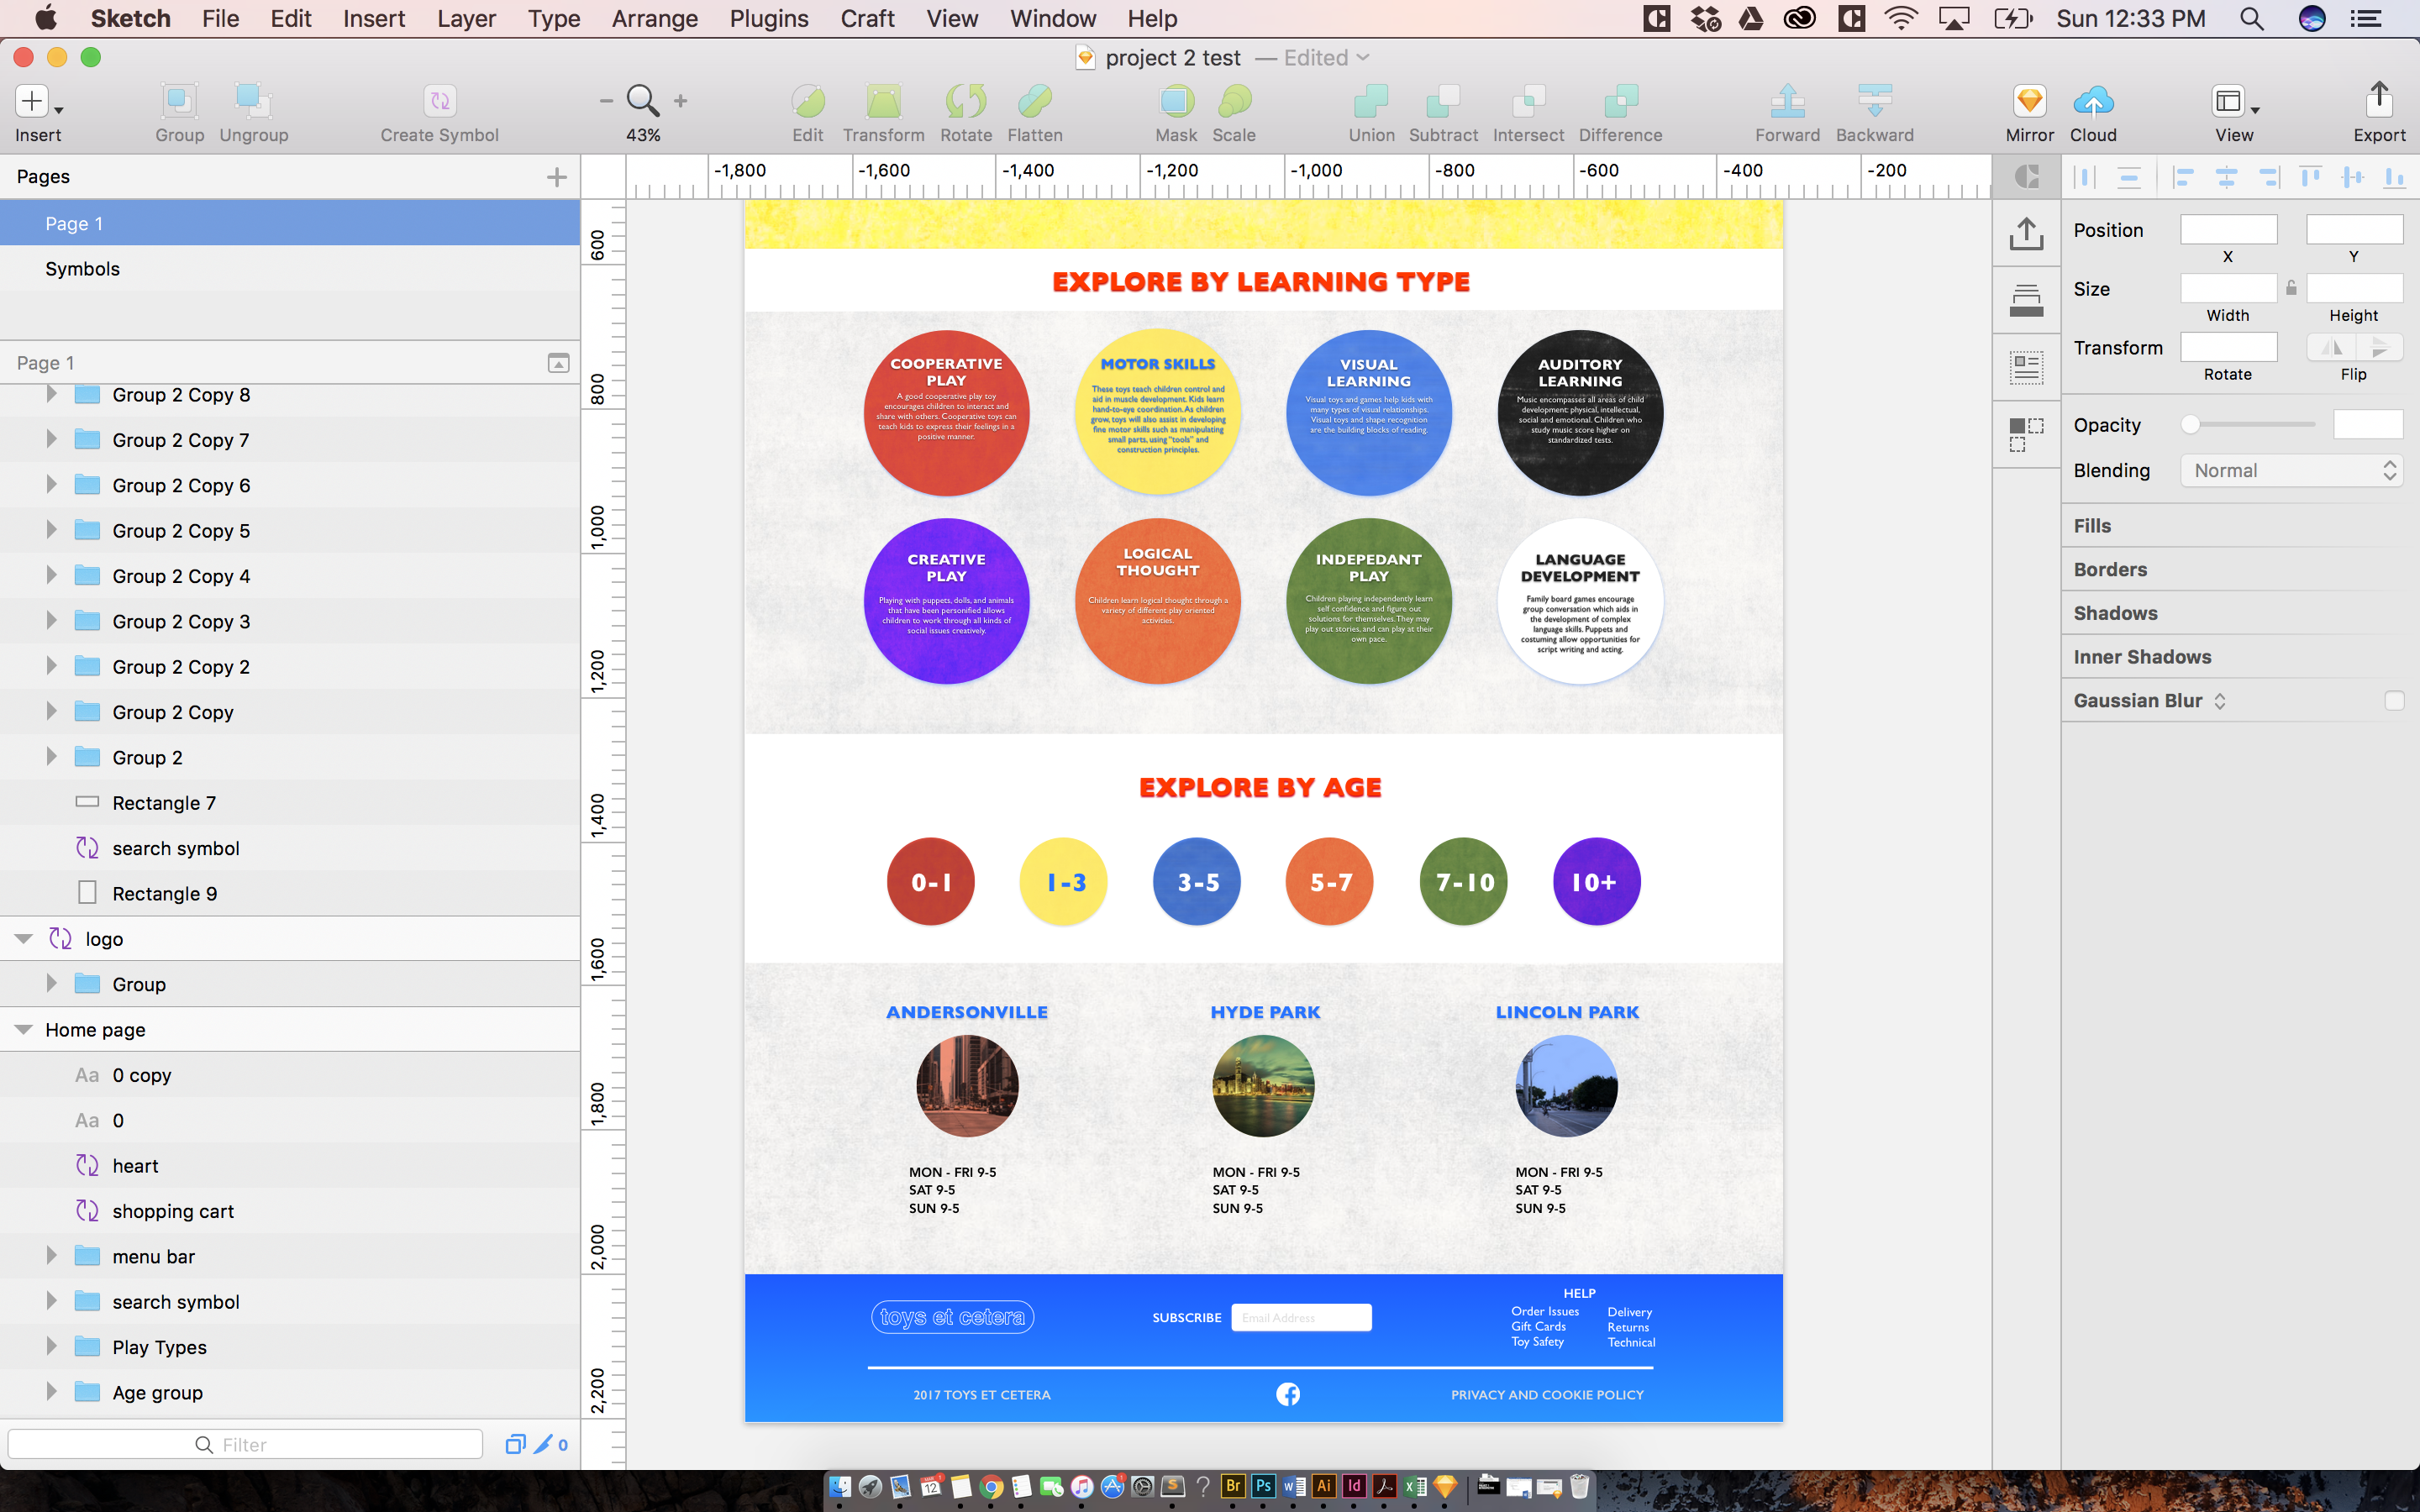 Sketch File Edit Insert Layer Type Arrange Plugins Craft View Window Help Sun 12:33 PM
project 2 test — Edited
Insert Group Ungroup Create Symbol 43% Edit Transform Rotate Flatten Mask Scale Union Subtract Intersect Difference Forward Backward Mirror Cloud View Export
Pages
Page 1
Symbols
Page 1
Group 2 Copy 8
Group 2 Copy 7
Group 2 Copy 6
Group 2 Copy 5
Group 2 Copy 4
Group 2 Copy 3
Group 2 Copy 2
Group 2 Copy
Group 2
Rectangle 7
search symbol
Rectangle 9
logo
Group
Home page
Aa 0 copy
Aa 0
heart
shopping cart
menu bar
search symbol
Play Types
Age group
Filter
0
-1,800 -1,600 -1,400 -1,200 -1,000 -800 -600 -400 -200
600
800
1,000
1,200
1,400
1,600
1,800
2,000
2,200
EXPLORE BY LEARNING TYPE
COOPERATIVE
PLAY
A good cooperative play toy
encourages children to interact and
share with others. Cooperative toys can
teach kids to express their feelings in a
positive manner.
MOTOR SKILLS
These toys teach children control and
aid in muscle development. Kids learn
hand-to-eye coordination. As children
grow, toys will also assist in developing
fine motor skills such as manipulating
small parts, using "tools" and
construction principles.
VISUAL
LEARNING
Visual toys and games help kids with
many types of visual relationships.
Visual toys and shape recognition
are the building blocks of reading.
AUDITORY
LEARNING
Music encompasses all areas of child
development: physical, intellectual,
social and emotional. Children who
study music score higher on
standardized tests.
CREATIVE
PLAY
Playing with puppets, dolls, and animals
that have been personified allows
children to work through all kinds of
social issues creatively.
LOGICAL
THOUGHT
Children learn logical thought through a
variety of different play oriented
activities.
INDEPEDANT
PLAY
Children playing independently learn
self confidence and figure out
solutions for themselves. They may
play out stories, and can play at their
own pace.
LANGUAGE
DEVELOPMENT
Family board games encourage
group conversation which aids in
the development of complex
language skills. Puppets and
costuming allow opportunities for
script writing and acting.
EXPLORE BY AGE
0-1 1-3 3-5 5-7 7-10 10+
ANDERSONVILLE
MON - FRI 9-5
SAT 9-5
SUN 9-5
HYDE PARK
MON - FRI 9-5
SAT 9-5
SUN 9-5
LINCOLN PARK
MON - FRI 9-5
SAT 9-5
SUN 9-5
toys et cetera
SUBSCRIBE Email Address
HELP
Order Issues Delivery
Gift Cards Returns
Toy Safety Technical
2017 TOYS ET CETERA
PRIVACY AND COOKIE POLICY
Position
X Y
Size
Width Height
Transform
Rotate Flip
Opacity
Blending Normal
Fills
Borders
Shadows
Inner Shadows
Gaussian Blur
12
Br Ps Ai Id